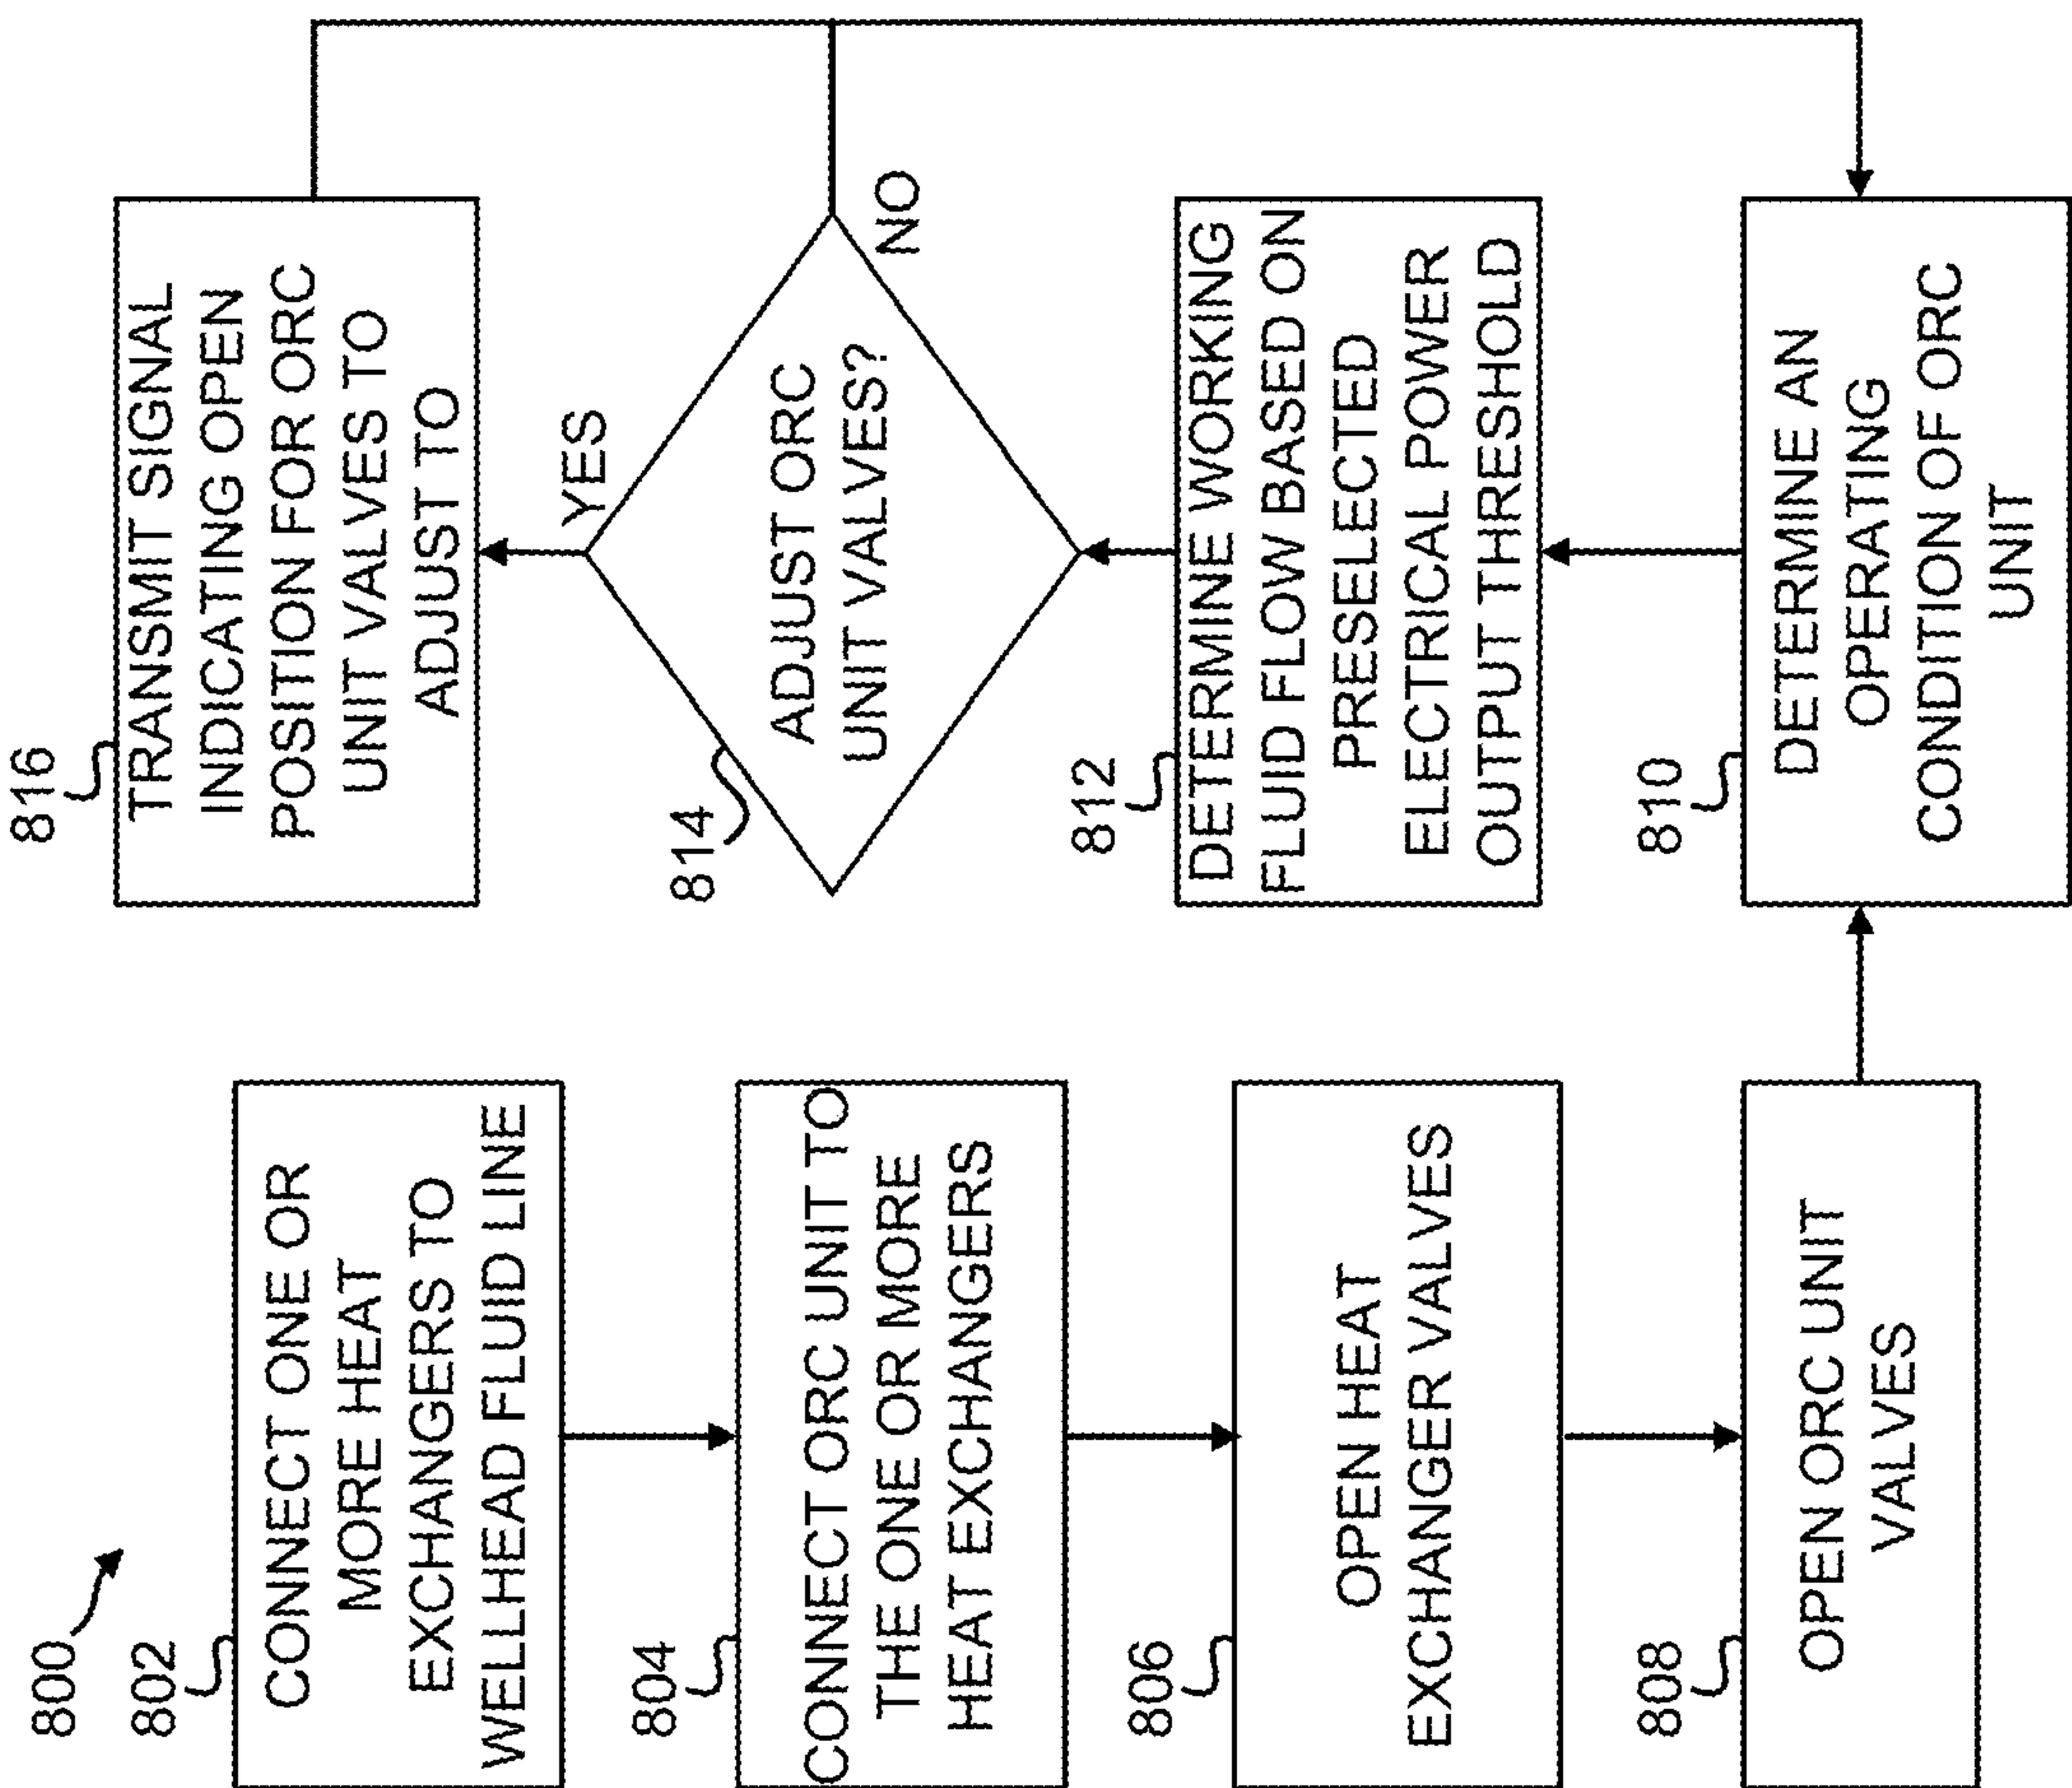 800
802
CONNECT ONE OR
MORE HEAT
EXCHANGERS TO
WELLHEAD FLUID LINE
804
CONNECT ORC UNIT TO
THE ONE OR MORE
HEAT EXCHANGERS
806
OPEN HEAT
EXCHANGER VALVES
808
OPEN ORC UNIT
VALVES
810
DETERMINE AN
OPERATING
CONDITION OF ORC
UNIT
812
DETERMINE WORKING
FLUID FLOW BASED ON
PRESELECTED
ELECTRICAL POWER
OUTPUT THRESHOLD
814
ADJUST ORC
UNIT VALVES?
YES
NO
816
TRANSMIT SIGNAL
INDICATING OPEN
POSITION FOR ORC
UNIT VALVES TO
ADJUST TO